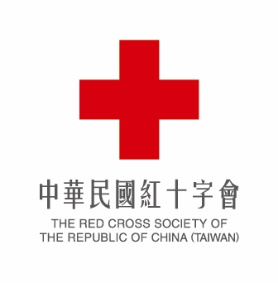 中華民國紅十字會
THE RED CROSS SOCIETY OF
THE REPUBLIC OF CHINA (TAIWAN)